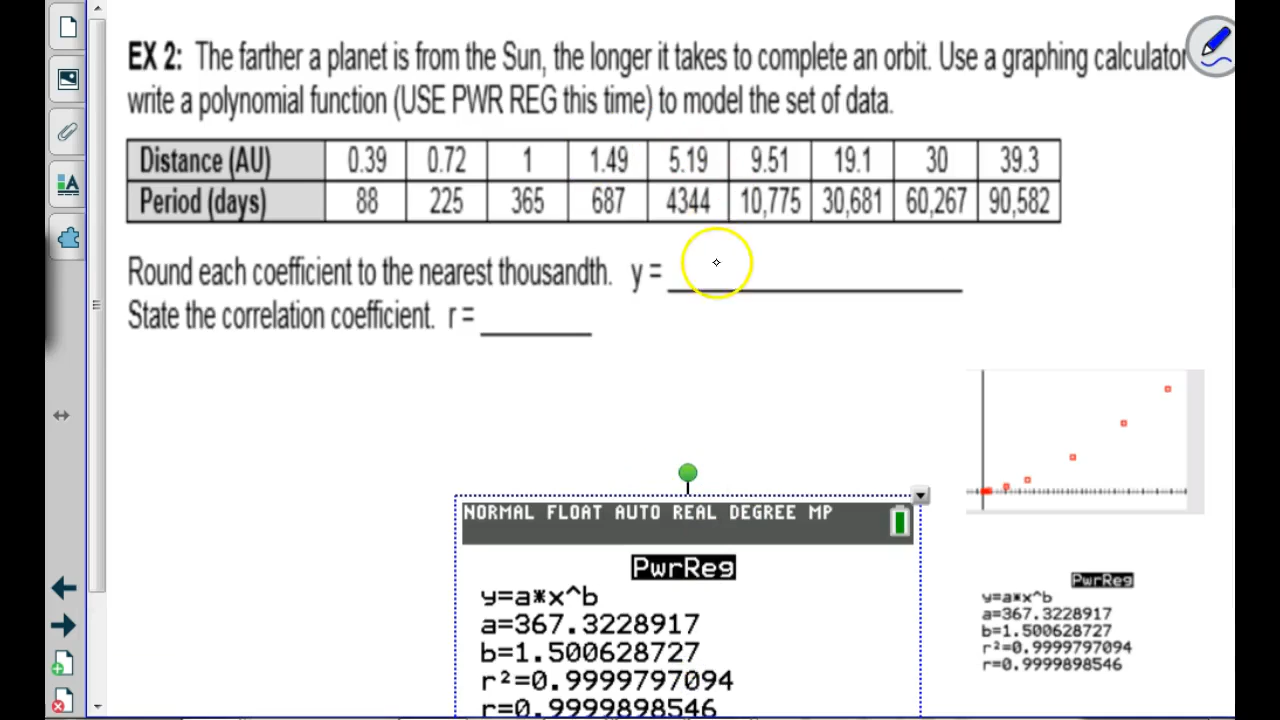 EX 2: The farther a planet is from the Sun, the longer it takes to complete an orbit. Use a graphing calculator
write a polynomial function (USE PWR REG this time) to model the set of data.
Distance (AU) 0.39 0.72 1 1.49 5.19 9.51 19.1 30 39.3
Period (days) 88 225 365 687 4344 10,775 30,681 60,267 90,582
Round each coefficient to the nearest thousandth. y =
State the correlation coefficient. r =
NORMAL FLOAT AUTO REAL DEGREE MP
PwrReg
y=a*x^b
a=367.3228917
b=1.500628727
r²=0.9999797094
r=0.9999898546
PwrReg
y=a*x^b
a=367.3228917
b=1.500628727
r²=0.9999797094
r=0.9999898546